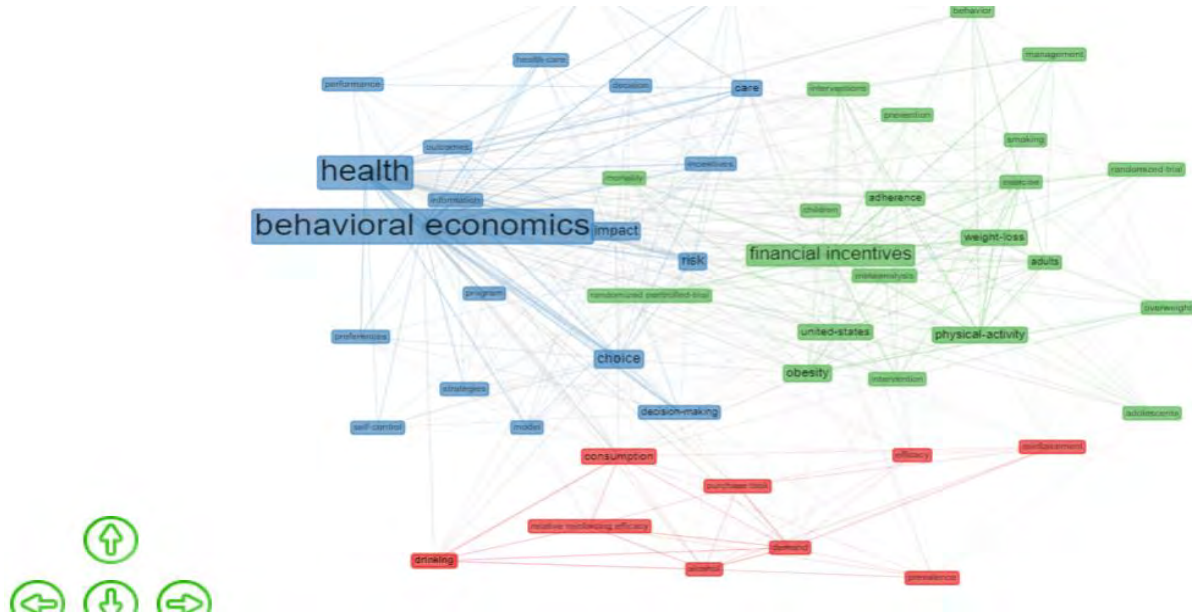 behavior
management
health-care
performance
decision
care
interventions
prevention
outcomes
smoking
health
incentives
randomized-trial
mortality
exercise
information
adherence
children
behavioral economics
impact
weight-loss
financial incentives
risk
adults
metaanalysis
program
randomized controlled-trial
overweight
preferences
united-states
physical-activity
choice
obesity
intervention
strategies
decision-making
adolescents
self-control
model
consumption
efficacy
reinforcement
purchase task
relative reinforcing efficacy
demand
drinking
alcohol
prevalence